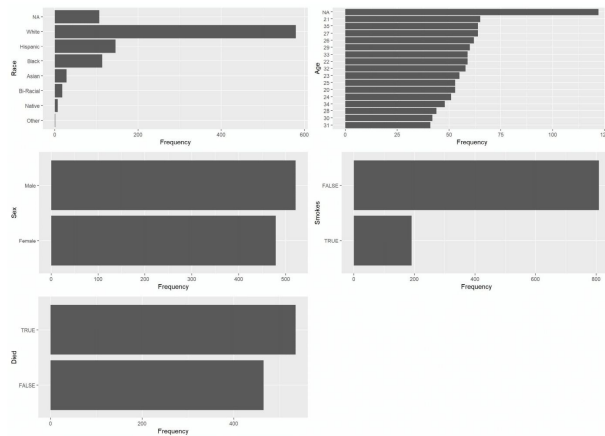 NA
White
Hispanic
Black
Asian
Bi-Racial
Native
Other
Race
0
200
400
600
Frequency
NA
21
27
29
33
22
32
23
25
20
24
34
30
31
Age
0
25
50
75
100
Frequency
Male
Female
Sex
0
100
200
300
400
500
Frequency
FALSE
TRUE
Smokes
0
200
400
600
800
Frequency
TRUE
FALSE
Died
0
200
400
Frequency